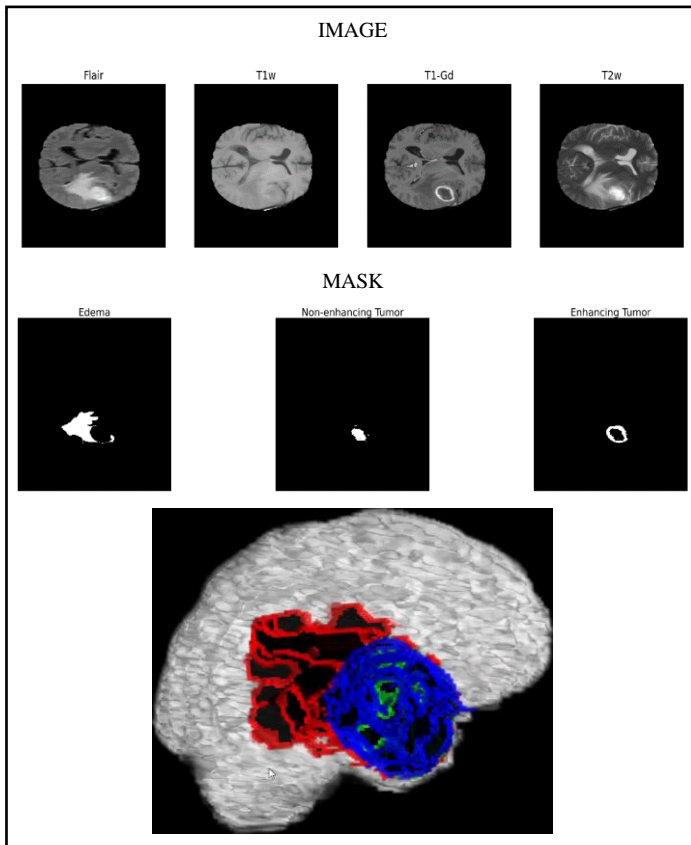 IMAGE
Flair
T1w
T1-Gd
T2w
MASK
Edema
Non-enhancing Tumor
Enhancing Tumor